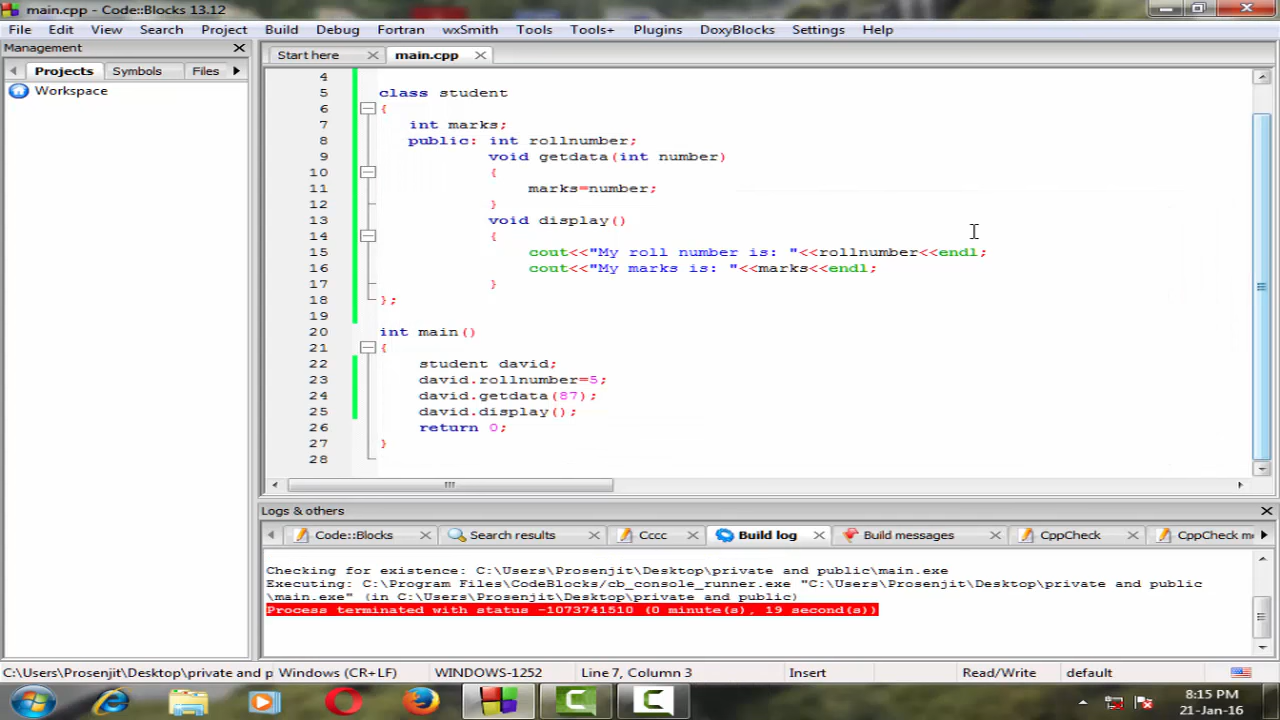 main.cpp - Code::Blocks 13.12
File Edit View Search Project Build Debug Fortran wxSmith Tools Tools+ Plugins DoxyBlocks Settings Help
Management
Start here main.cpp
Projects Symbols Files
Workspace
4
5 class student
6 {
7 int marks;
8 public: int rollnumber;
9 void getdata(int number)
10 {
11 marks=number;
12 }
13 void display()
14 {
15 cout<<"My roll number is: "<<rollnumber<<endl;
16 cout<<"My marks is: "<<marks<<endl;
17 }
18 };
19
20 int main()
21 {
22 student david;
23 david.rollnumber=5;
24 david.getdata(87);
25 david.display();
26 return 0;
27 }
28
Logs & others
Code::Blocks Search results Cccc Build log Build messages CppCheck CppCheck me
Checking for existence: C:\Users\Prosenjit\Desktop\private and public\main.exe
Executing: C:\Program Files\CodeBlocks/cb_console_runner.exe "C:\Users\Prosenjit\Desktop\private and public
\main.exe" (in C:\Users\Prosenjit\Desktop\private and public)
Process terminated with status -1073741510 (0 minute(s), 19 second(s))
C:\Users\Prosenjit\Desktop\private and p Windows (CR+LF) WINDOWS-1252 Line 7, Column 3 Insert Read/Write default
8:15 PM
21-Jan-16